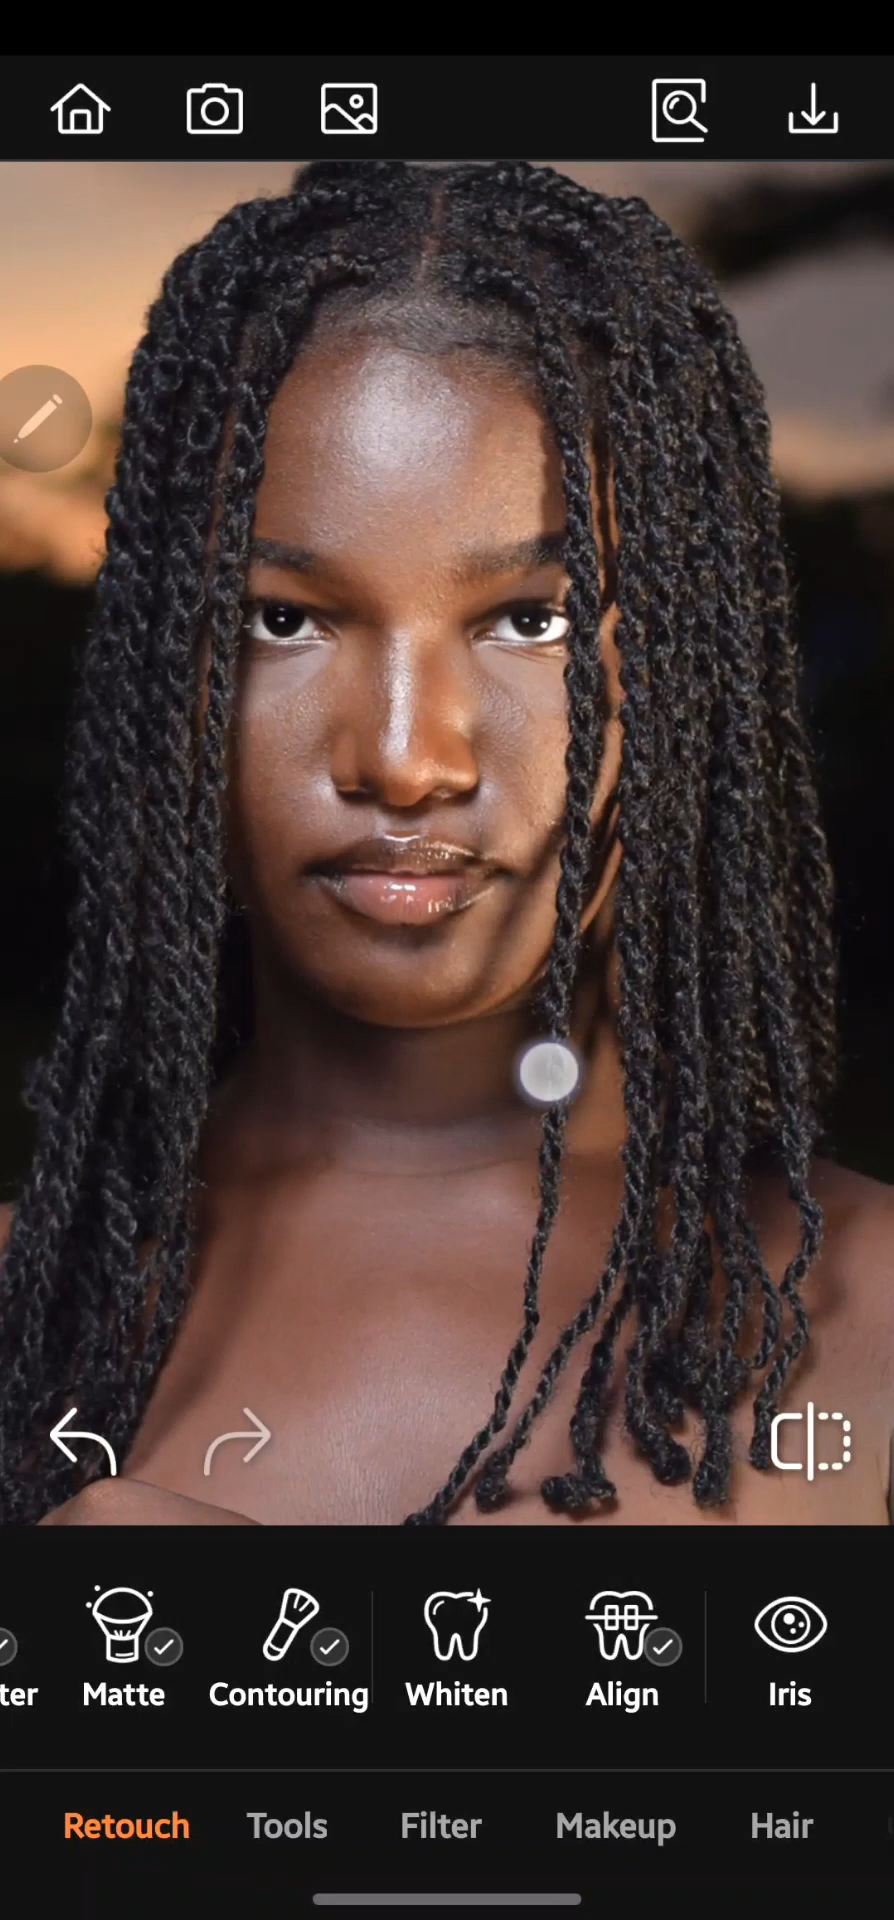 ter
Matte
Contouring
Whiten
Align
Iris
Retouch
Tools
Filter
Makeup
Hair